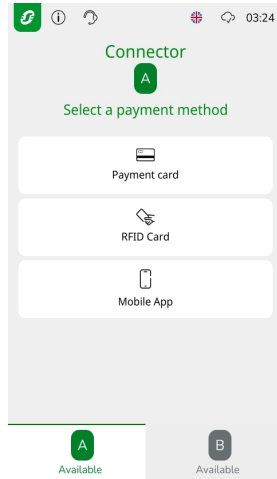 03:24
Connector
A
Select a payment method
Payment card
RFID Card
Mobile App
A
Available
B
Available